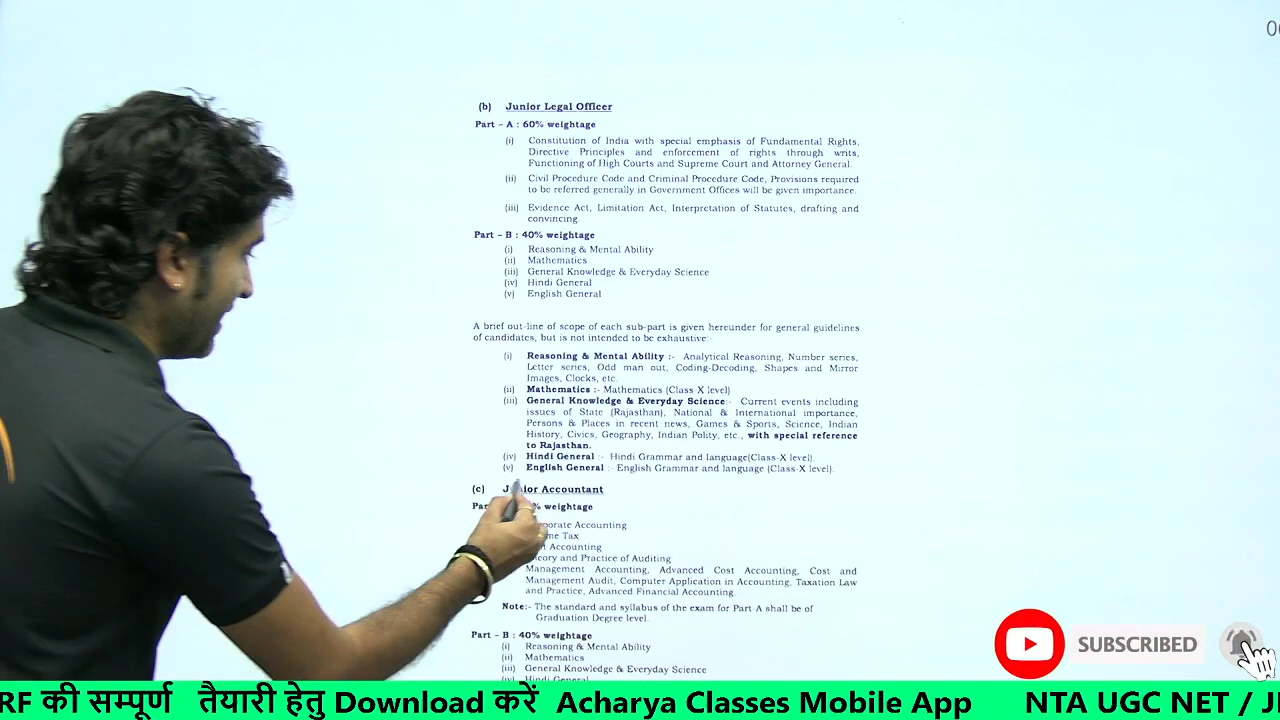 (b) Junior Legal Officer
Part – A : 60% weightage
(i) Constitution of India with special emphasis of Fundamental Rights,
Directive Principles and enforcement of rights through writs,
Functioning of High Courts and Supreme Court and Attorney General.
(ii) Civil Procedure Code and Criminal Procedure Code, Provisions required
to be referred generally in Government Offices will be given importance.
(iii) Evidence Act, Limitation Act, Interpretation of Statutes, drafting and
convincing.
Part – B : 40% weightage
(i) Reasoning & Mental Ability
(ii) Mathematics
(iii) General Knowledge & Everyday Science
(iv) Hindi General
(v) English General
A brief out-line of scope of each sub-part is given hereunder for general guidelines
of candidates, but is not intended to be exhaustive:-
(i) Reasoning & Mental Ability :- Analytical Reasoning, Number series,
Letter series, Odd man out, Coding-Decoding, Shapes and Mirror
Images, Clocks, etc.
(ii) Mathematics :- Mathematics (Class-X level)
(iii) General Knowledge & Everyday Science:- Current events including
issues of State (Rajasthan), National & International importance,
Persons & Places in recent news, Games & Sports, Science, Indian
History, Civics, Geography, Indian Polity, etc., with special reference
to Rajasthan.
(iv) Hindi General :- Hindi Grammar and language(Class-X level).
(v) English General :- English Grammar and language (Class-X level).
(c) Junior Accountant
weightage
Accounting
Tax
Accounting
and Practice of Auditing
Management Accounting, Advanced Cost Accounting, Cost and
Management Audit, Computer Application in Accounting, Taxation Law
and Practice, Advanced Financial Accounting.
Note:- The standard and syllabus of the exam for Part-A shall be of
Graduation Degree level.
Part – B : 40% weightage
(i) Reasoning & Mental Ability
(ii) Mathematics
(iii) General Knowledge & Everyday Science
(iv) Hindi General
SUBSCRIBED
RF की सम्पूर्ण तैयारी हेतु Download करें Acharya Classes Mobile App NTA UGC NET /